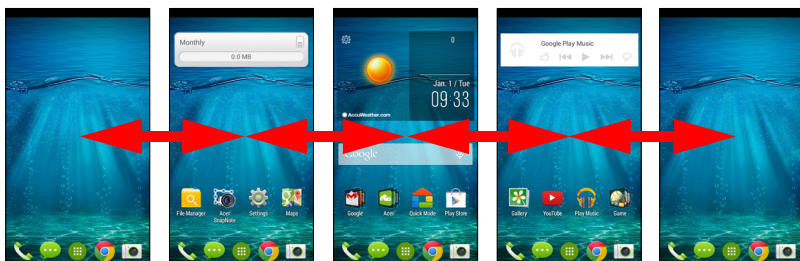 Monthly
0.0 MB
File Manager
Acer SnapNote
Settings
Maps
0
Jan. 1 / Tue
09:33
AccuWeather.com
Google
Google
Acer
Quick Mode
Play Store
Google Play Music
Gallery
YouTube
Play Music
Game